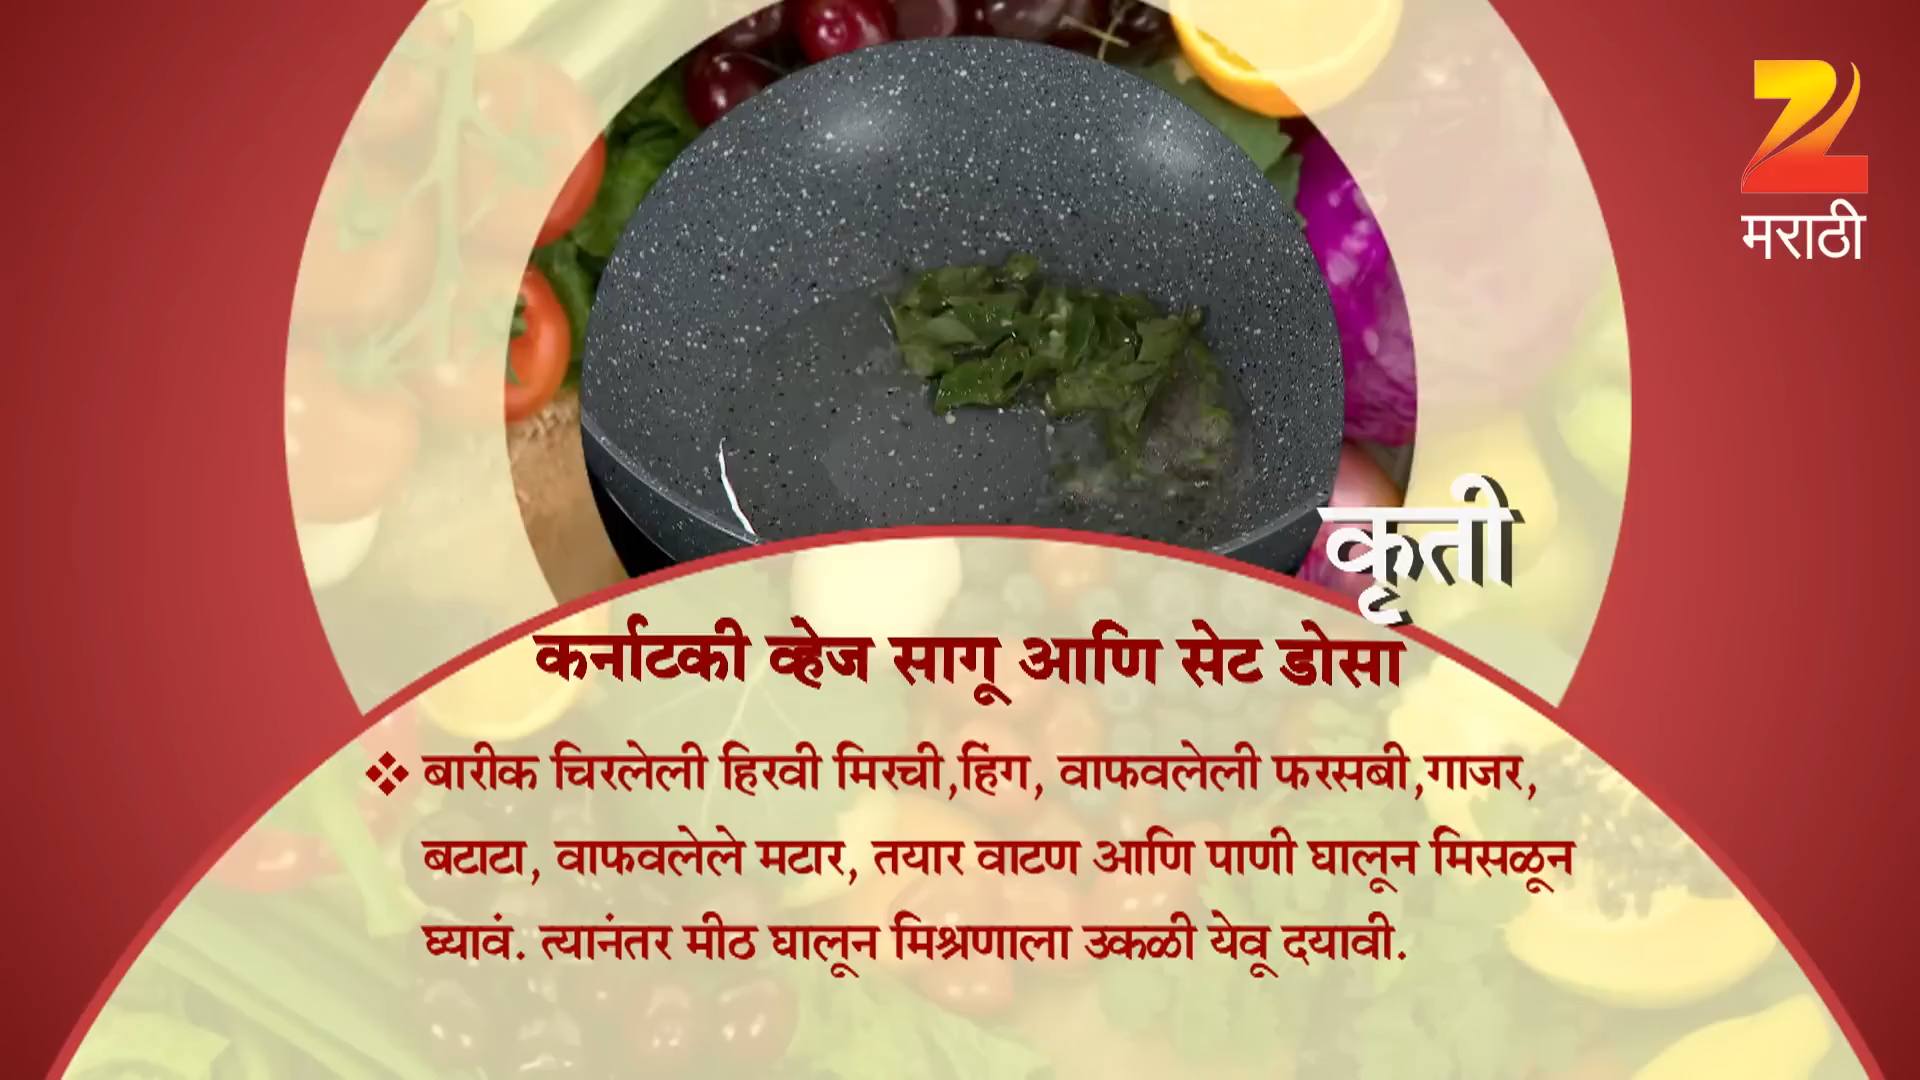 मराठी
कृती
कर्नाटकी व्हेज सागू आणि सेट डोसा
❖ बारीक चिरलेली हिरवी मिरची,हिंग, वाफवलेली फरसबी,गाजर,
बटाटा, वाफवलेले मटार, तयार वाटण आणि पाणी घालून मिसळून
घ्यावं. त्यानंतर मीठ घालून मिश्रणाला उकळी येवू दयावी.